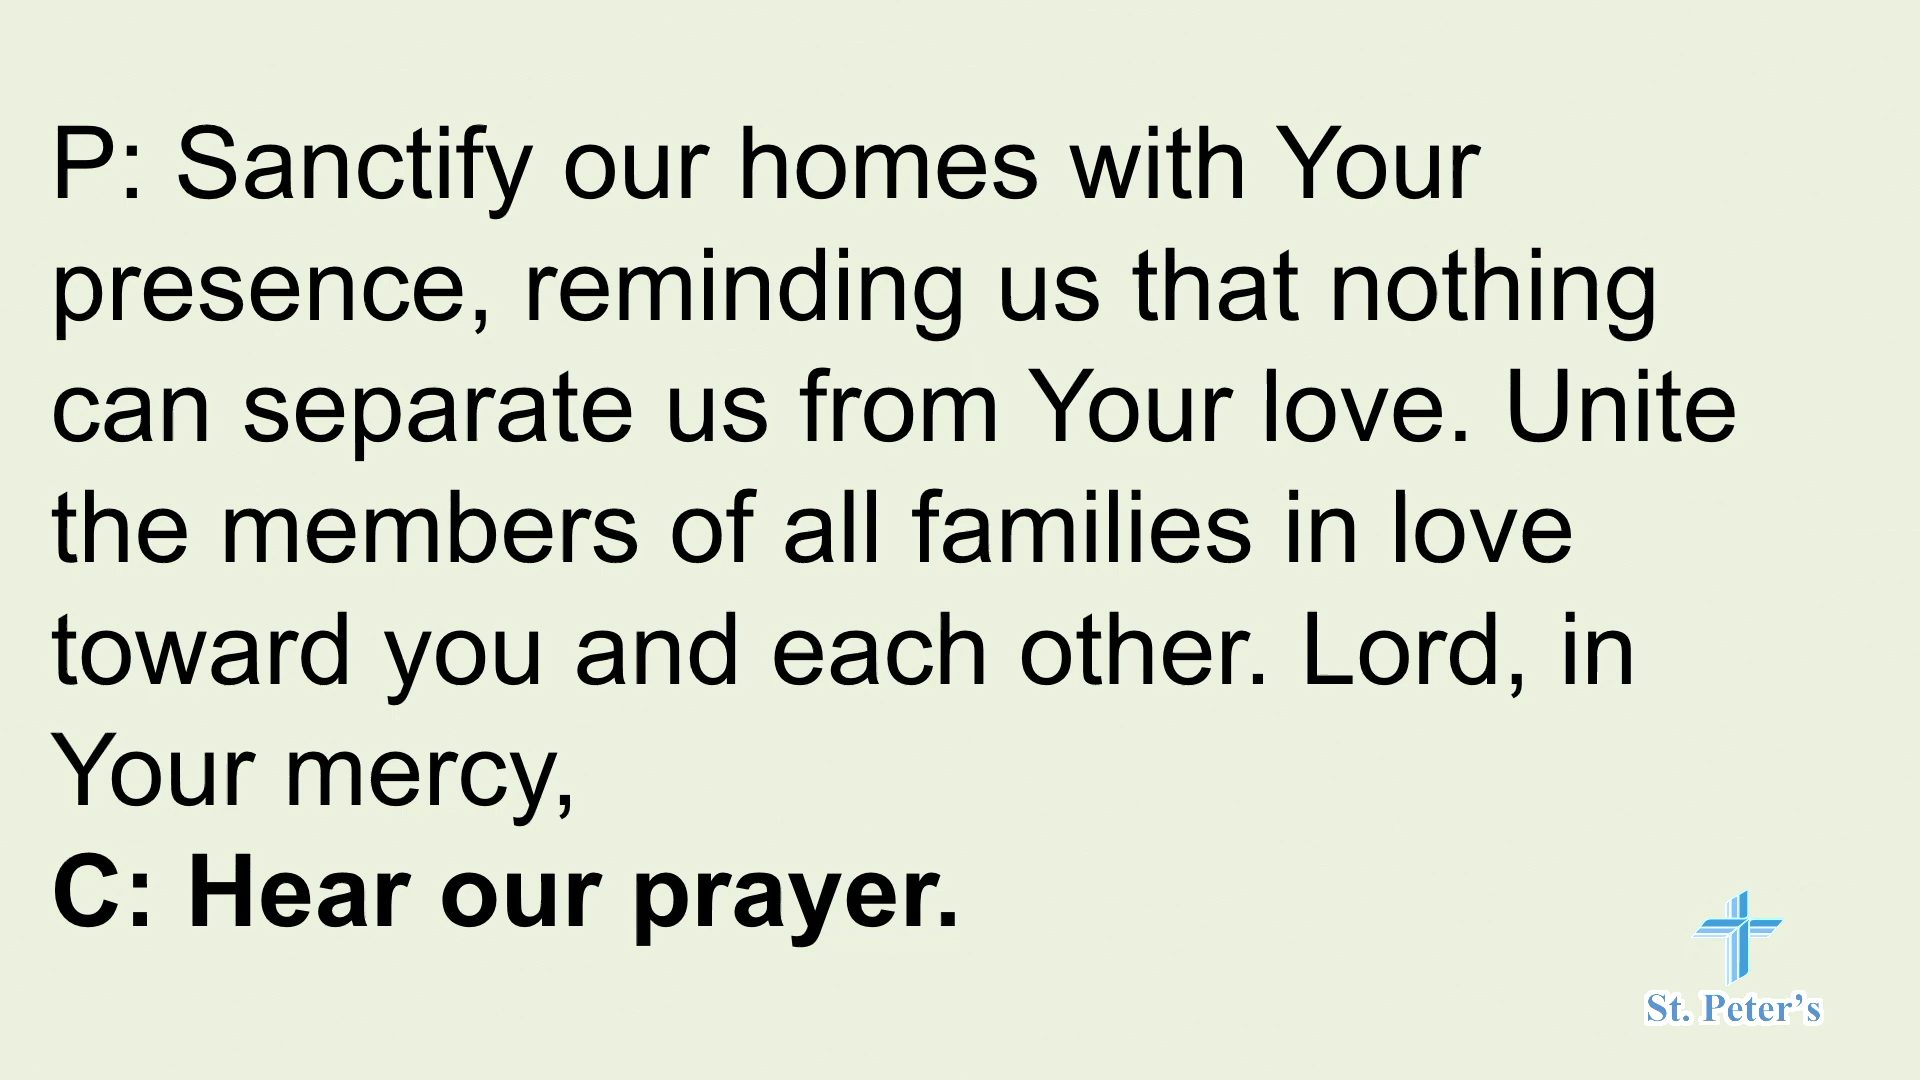 P: Sanctify our homes with Your
presence, reminding us that nothing
can separate us from Your love. Unite
the members of all families in love
toward you and each other. Lord, in
Your mercy,
C: Hear our prayer.
St. Peter’s